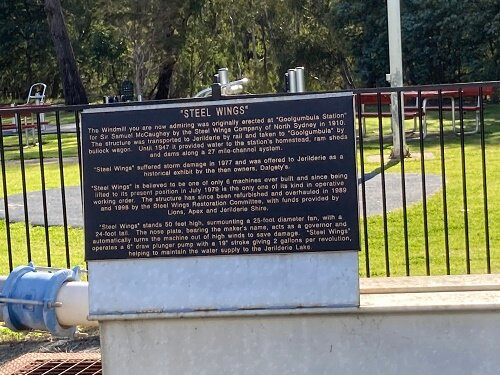 "STEEL WINGS"
The Windmill you are now admiring was originally erected at "Goolgumbula Station"
for Sir Samuel McCaughey by the Steel Wings Company of North Sydney in 1910.
The structure was transported to Jerilderie by rail and taken to "Goolgumbula" by
bullock wagon. Until 1947 it provided water to the station's homestead, ram sheds
and dams along a 27 mile channel system.
"Steel Wings" suffered storm damage in 1977 and was offered to Jerilderie as a
historical exhibit by the then owners, Dalgety's.
"Steel Wings" is believed to be one of only 6 machines ever built and since being
lifted to its present position in July 1979 is the only one of its kind in operative
working order. The structure has since been refurbished and overhauled in 1989
and 1998 by the Steel Wings Restoration Committee, with funds provided by
Lions, Apex and Jerilderie Shire.
"Steel Wings" stands 50 feet high, surmounting a 25-foot diameter fan, with a
24-foot tail. The nose plate, bearing the maker's name, acts as a governor and
automatically turns the machine out of high winds to save damage. "Steel Wings"
operates a 6" draw plunger pump with a 19" stroke giving 2 gallons per revolution,
helping to maintain the water supply to the Jerilderie Lake.